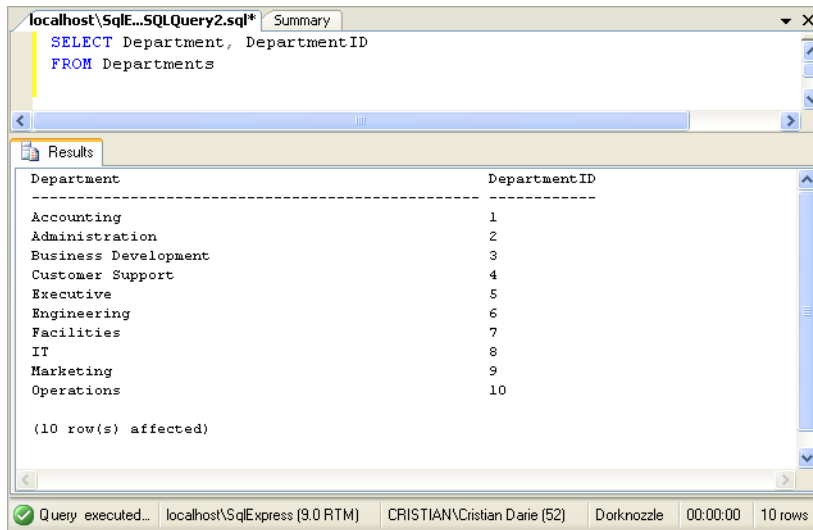 localhost\SqlE...SQLQuery2.sql* Summary
SELECT Department, DepartmentID
FROM Departments
Results
Department DepartmentID
-------------------------------------------------- ------------
Accounting 1
Administration 2
Business Development 3
Customer Support 4
Executive 5
Engineering 6
Facilities 7
IT 8
Marketing 9
Operations 10
(10 row(s) affected)
Query executed... localhost\SqlExpress (9.0 RTM) CRISTIAN\Cristian Darie (52) Dorknozzle 00:00:00 10 rows